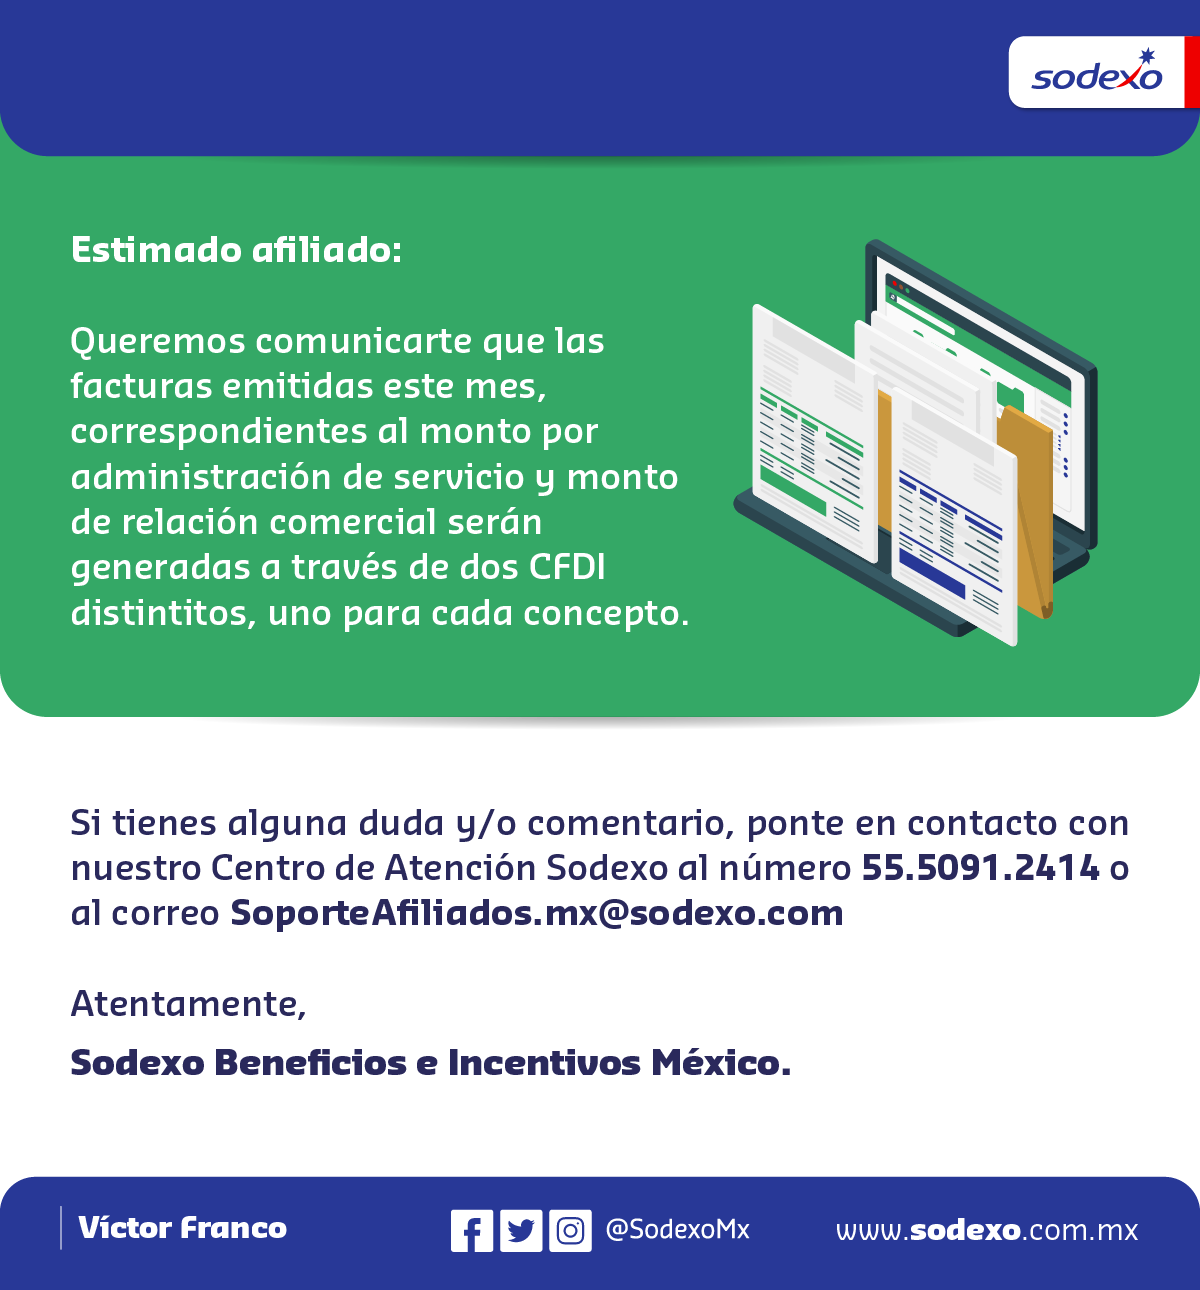 sodexo
Estimado afiliado:
Queremos comunicarte que las
facturas emitidas este mes,
correspondientes al monto por
administración de servicio y monto
de relación comercial serán
generadas a través de dos CFDI
distintitos, uno para cada concepto.
Si tienes alguna duda y/o comentario, ponte en contacto con
nuestro Centro de Atención Sodexo al número 55.5091.2414 o
al correo SoporteAfiliados.mx@sodexo.com
Atentamente,
Sodexo Beneficios e Incentivos México.
Víctor Franco
@SodexoMx
www.sodexo.com.mx